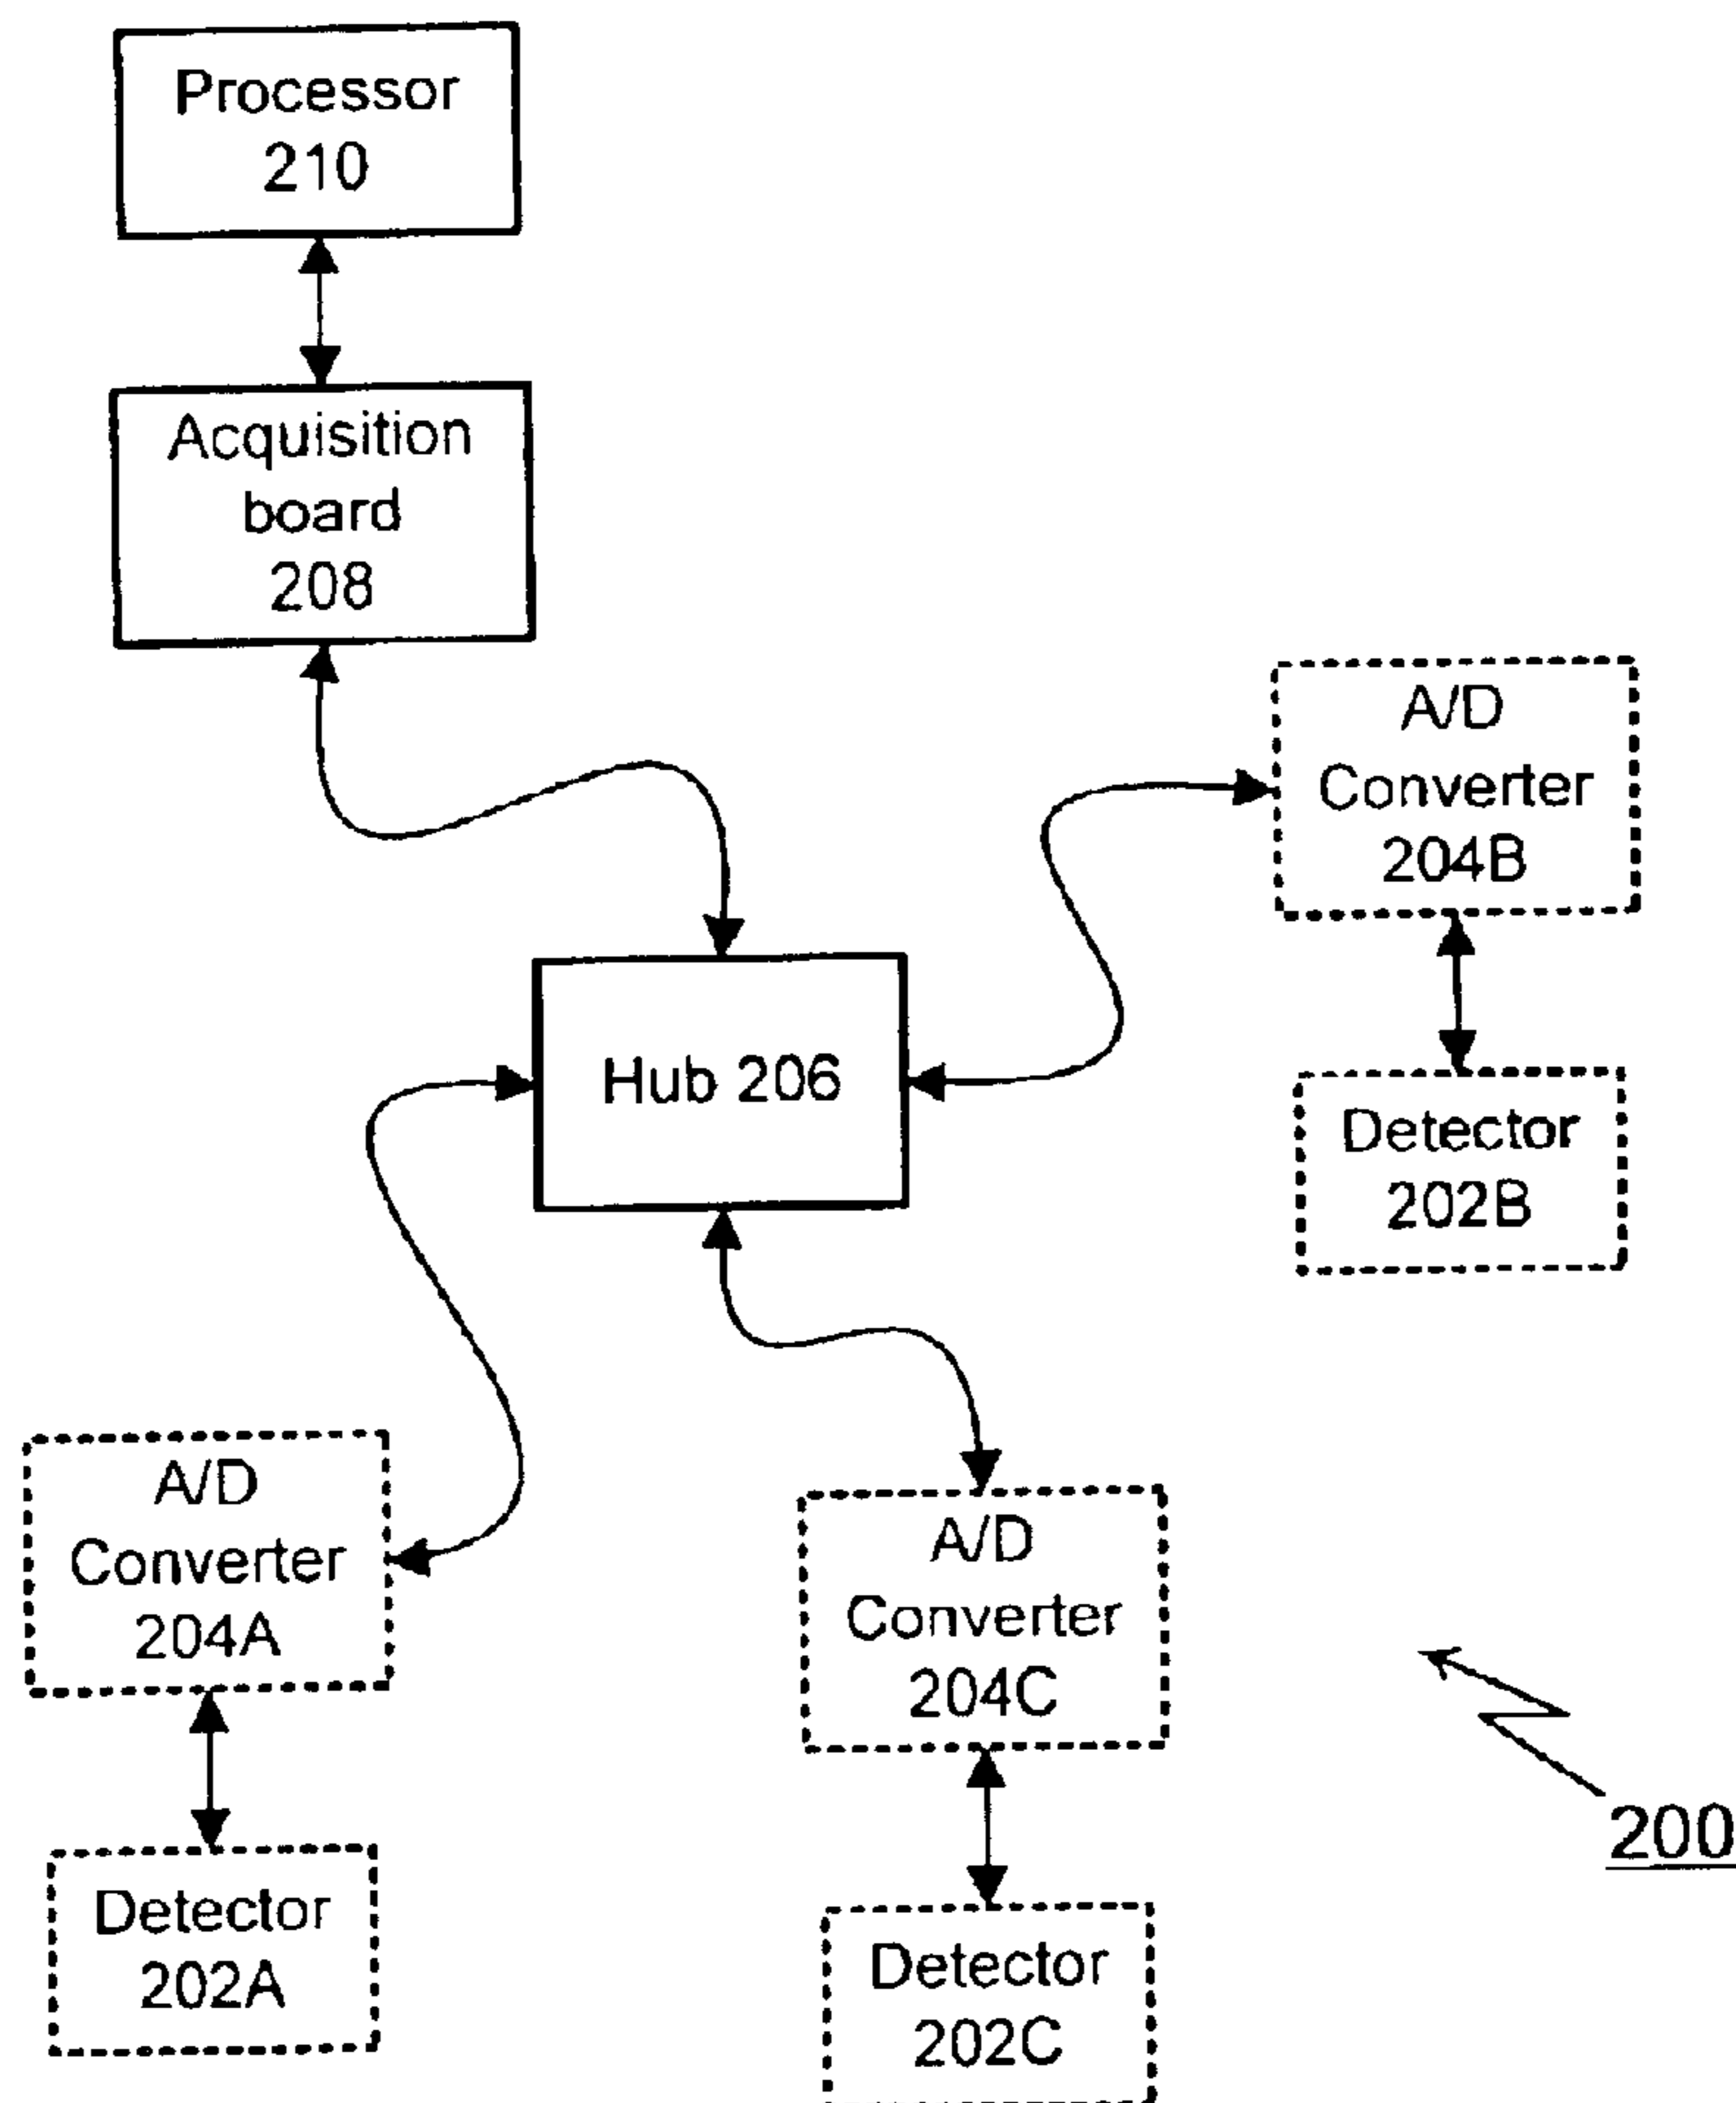 Processor
210
Acquisition
board
208
A/D
Converter
204B
Hub 206
Detector
202B
A/D
Converter
204A
A/D
Converter
204C
200
Detector
202A
Detector
202C